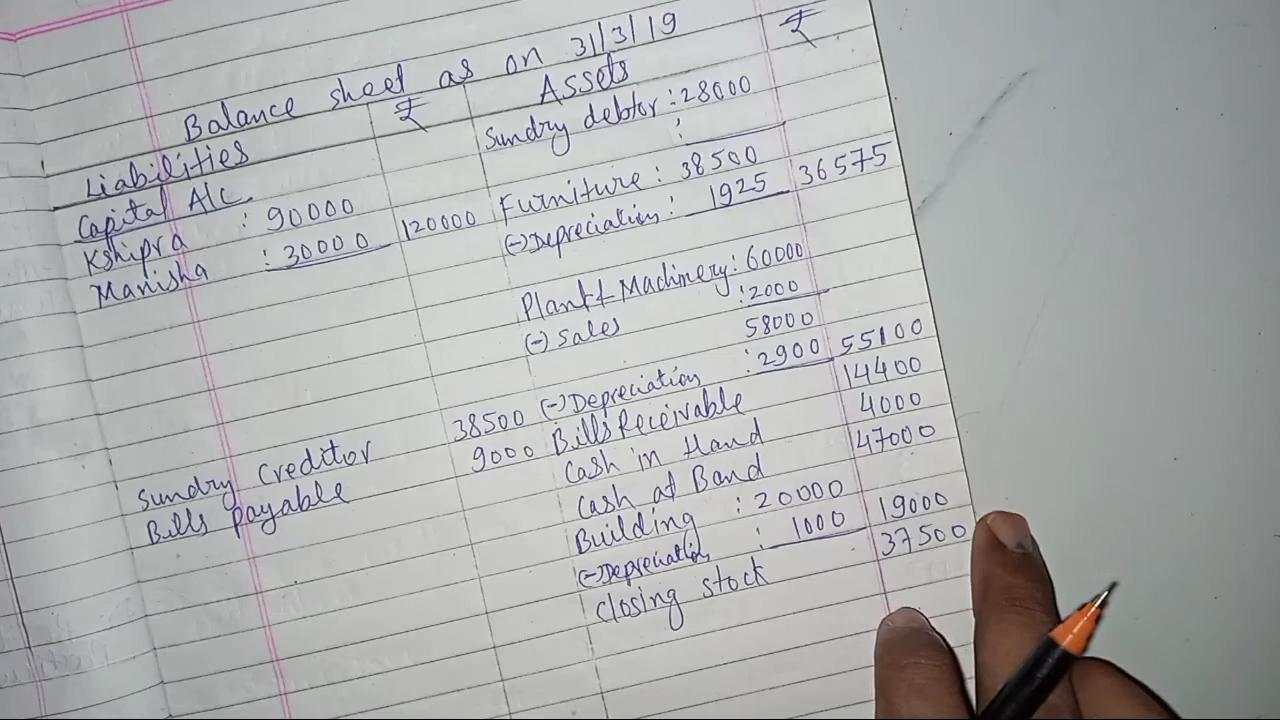 Balance sheet as on 31/3/19
Liabilities ₹ Assets ₹
Capital A/c. Sundry debtor : 28000
:
Kshipra : 90000 Furniture : 38500
Manisha : 30000 120000 (-) Depreciation : 1925 36575
Plant & Machinery : 60000
(-) Sales : 2000
58000
(-) Depreciation : 2900 55100
Sundry Creditor 38500 Bills Receivable 14400
Bills payable 9000 Cash in Hand 4000
Cash at Band 47000
Building : 20000
(-) Depreciation : 1000 19000
Closing stock 37500